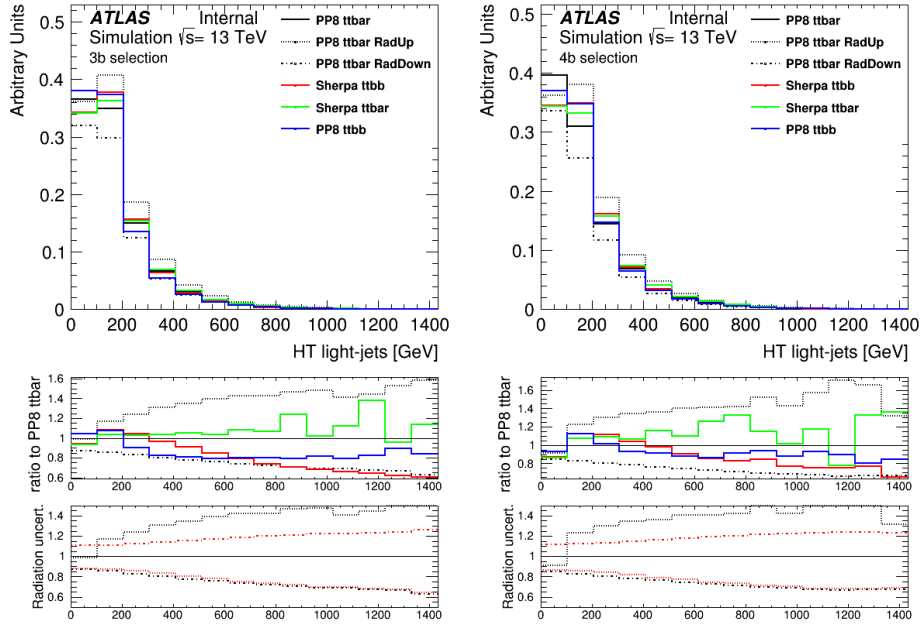 ATLAS Internal
Simulation √s= 13 TeV
3b selection
PP8 ttbar
PP8 ttbar RadUp
PP8 ttbar RadDown
Sherpa ttbb
Sherpa ttbar
PP8 ttbb
Arbitrary Units
0.5
0.4
0.3
0.2
0.1
0
0 200 400 600 800 1000 1200 1400
HT light-jets [GeV]
ratio to PP8 ttbar
1.6
1.4
1.2
1
0.8
0.6
0 200 400 600 800 1000 1200 1400
Radiation uncert.
1.4
1.2
1
0.8
0.6
0 200 400 600 800 1000 1200 1400
ATLAS Internal
Simulation √s= 13 TeV
4b selection
PP8 ttbar
PP8 ttbar RadUp
PP8 ttbar RadDown
Sherpa ttbb
Sherpa ttbar
PP8 ttbb
Arbitrary Units
0.5
0.4
0.3
0.2
0.1
0
0 200 400 600 800 1000 1200 1400
HT light-jets [GeV]
ratio to PP8 ttbar
1.6
1.4
1.2
1
0.8
0.6
0 200 400 600 800 1000 1200 1400
Radiation uncert.
1.4
1.2
1
0.8
0.6
0 200 400 600 800 1000 1200 1400